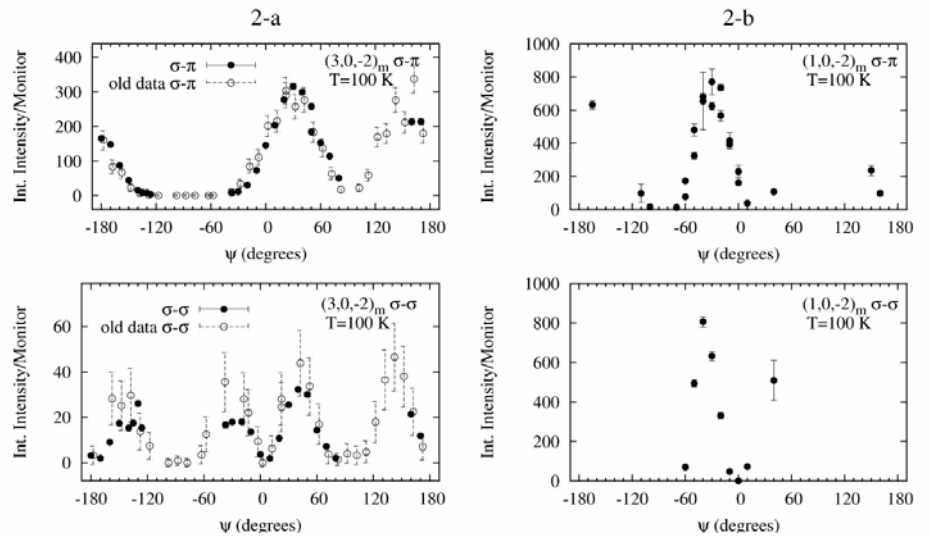 2-a
2-b
400
300
200
100
0
Int. Intensity/Monitor
σ-π
old data σ-π
(3,0,-2)m σ-π
T=100 K
-180 -120 -60 0 60 120 180
ψ (degrees)
1000
800
600
400
200
0
Int. Intensity/Monitor
(1,0,-2)m σ-π
T=100 K
-180 -120 -60 0 60 120 180
ψ (degrees)
60
40
20
0
Int. Intensity/Monitor
σ-σ
old data σ-σ
(3,0,-2)m σ-σ
T=100 K
-180 -120 -60 0 60 120 180
ψ (degrees)
1000
800
600
400
200
0
Int. Intensity/Monitor
(1,0,-2)m σ-σ
T=100 K
-180 -120 -60 0 60 120 180
ψ (degrees)